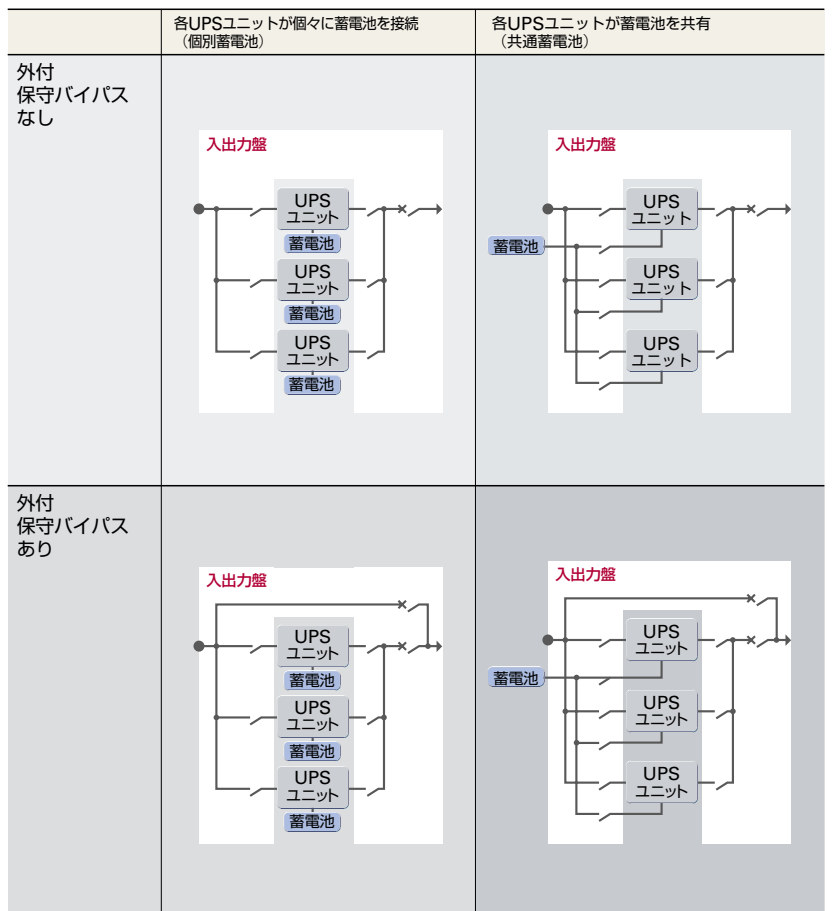 各UPSユニットが個々に蓄電池を接続
（個別蓄電池）
各UPSユニットが蓄電池を共有
（共通蓄電池）
外付
保守バイパス
なし
入出力盤
UPS
ユニット
蓄電池
UPS
ユニット
蓄電池
UPS
ユニット
蓄電池
入出力盤
UPS
ユニット
蓄電池
UPS
ユニット
UPS
ユニット
外付
保守バイパス
あり
入出力盤
UPS
ユニット
蓄電池
UPS
ユニット
蓄電池
UPS
ユニット
蓄電池
入出力盤
UPS
ユニット
蓄電池
UPS
ユニット
UPS
ユニット